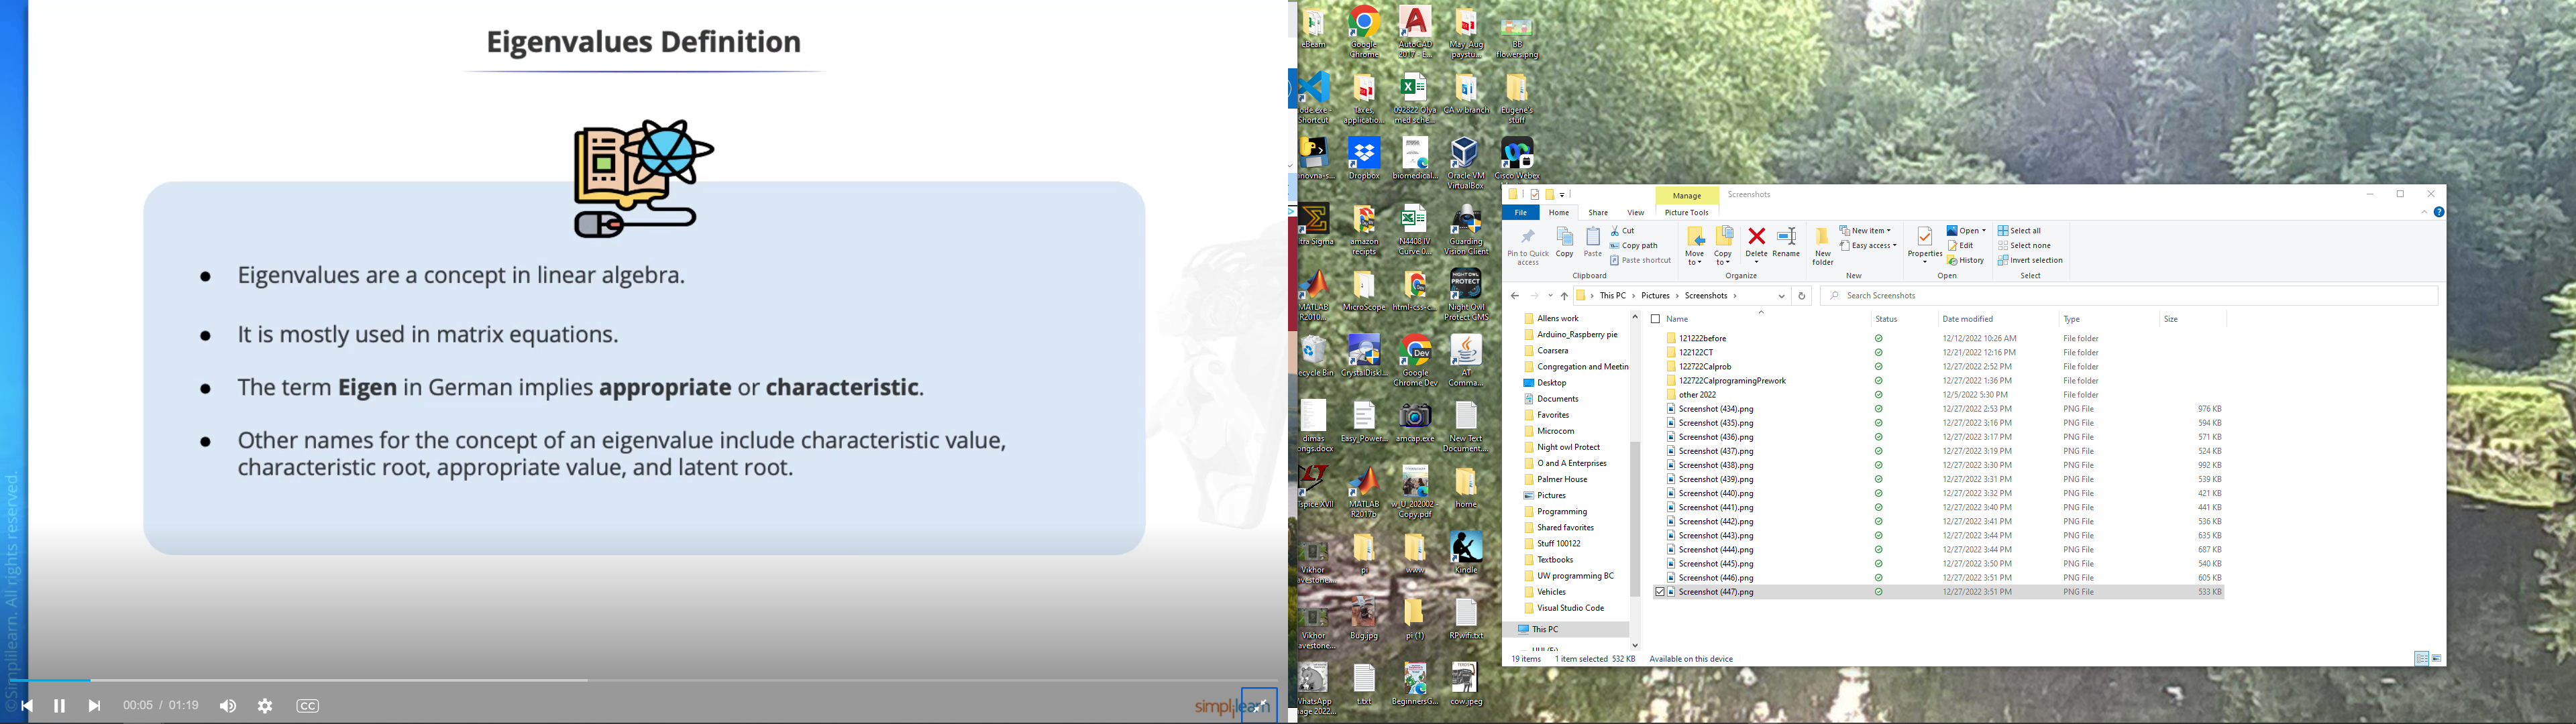 Eigenvalues Definition
Eigenvalues are a concept in linear algebra.
It is mostly used in matrix equations.
The term Eigen in German implies appropriate or characteristic.
Other names for the concept of an eigenvalue include characteristic value,
characteristic root, appropriate value, and latent root.
©Simplilearn. All rights reserved.
00:05 / 01:19
CC
simplilearn
eBeam
Google
Chrome
AutoCAD
2017 - E...
May_Aug
paystu...
BB
flowers.png
ode.exe -
Shortcut
Taxes,
applicatio...
092822 Olya
med sche...
CA w branch
Eugene's
stuff
novna-s...
Dropbox
biomedical...
Oracle VM
VirtualBox
Cisco Webex
ltra Sigma
amazon
recipts
N4408 IV
Curve 0...
Guarding
Vision Client
MATLAB
R2010...
MicroScope
html-css-c...
NIGHT OWL
PROTECT
Night Owl
Protect CMS
ecycle Bin
CrystalDiskI...
Dev
Google
Chrome Dev
AT
Comma...
dimas
ongs.docx
Easy_Power...
amcap.exe
New Text
Document...
Tspice XVII
MATLAB
R2017b
w_U_202002 -
Copy.pdf
home
Vikhor
avestone...
pi
www
Kindle
Vikhor
avestone...
Bug.jpg
pi (1)
RPwifi.txt
WhatsApp
age 2022...
t.txt
BeginnersG...
cow.jpeg
Manage
Screenshots
File
Home
Share
View
Picture Tools
Pin to Quick
access
Copy
Paste
Cut
Copy path
Paste shortcut
Clipboard
Move
to
Copy
to
Delete
Rename
Organize
New
folder
New item
Easy access
New
Properties
Open
Edit
History
Open
Select all
Select none
Invert selection
Select
This PC > Pictures > Screenshots >
Search Screenshots
Allens work
Arduino_Raspberry pie
Coarsera
Congregation and Meetin
Desktop
Documents
Favorites
Microcom
Night owl Protect
O and A Enterprises
Palmer House
Pictures
Programming
Shared favorites
Stuff 100122
Textbooks
UW programming BC
Vehicles
Visual Studio Code
This PC
Name Status Date modified Type Size
121222before 12/12/2022 10:26 AM File folder
122122CT 12/21/2022 12:16 PM File folder
122722Calprob 12/27/2022 2:52 PM File folder
122722CalprogramingPrework 12/27/2022 1:36 PM File folder
other 2022 12/5/2022 5:30 PM File folder
Screenshot (434).png 12/27/2022 2:53 PM PNG File 976 KB
Screenshot (435).png 12/27/2022 3:16 PM PNG File 594 KB
Screenshot (436).png 12/27/2022 3:17 PM PNG File 571 KB
Screenshot (437).png 12/27/2022 3:19 PM PNG File 524 KB
Screenshot (438).png 12/27/2022 3:30 PM PNG File 992 KB
Screenshot (439).png 12/27/2022 3:31 PM PNG File 539 KB
Screenshot (440).png 12/27/2022 3:32 PM PNG File 421 KB
Screenshot (441).png 12/27/2022 3:40 PM PNG File 441 KB
Screenshot (442).png 12/27/2022 3:41 PM PNG File 536 KB
Screenshot (443).png 12/27/2022 3:44 PM PNG File 635 KB
Screenshot (444).png 12/27/2022 3:44 PM PNG File 687 KB
Screenshot (445).png 12/27/2022 3:50 PM PNG File 540 KB
Screenshot (446).png 12/27/2022 3:51 PM PNG File 605 KB
Screenshot (447).png 12/27/2022 3:51 PM PNG File 533 KB
19 items 1 item selected 532 KB Available on this device